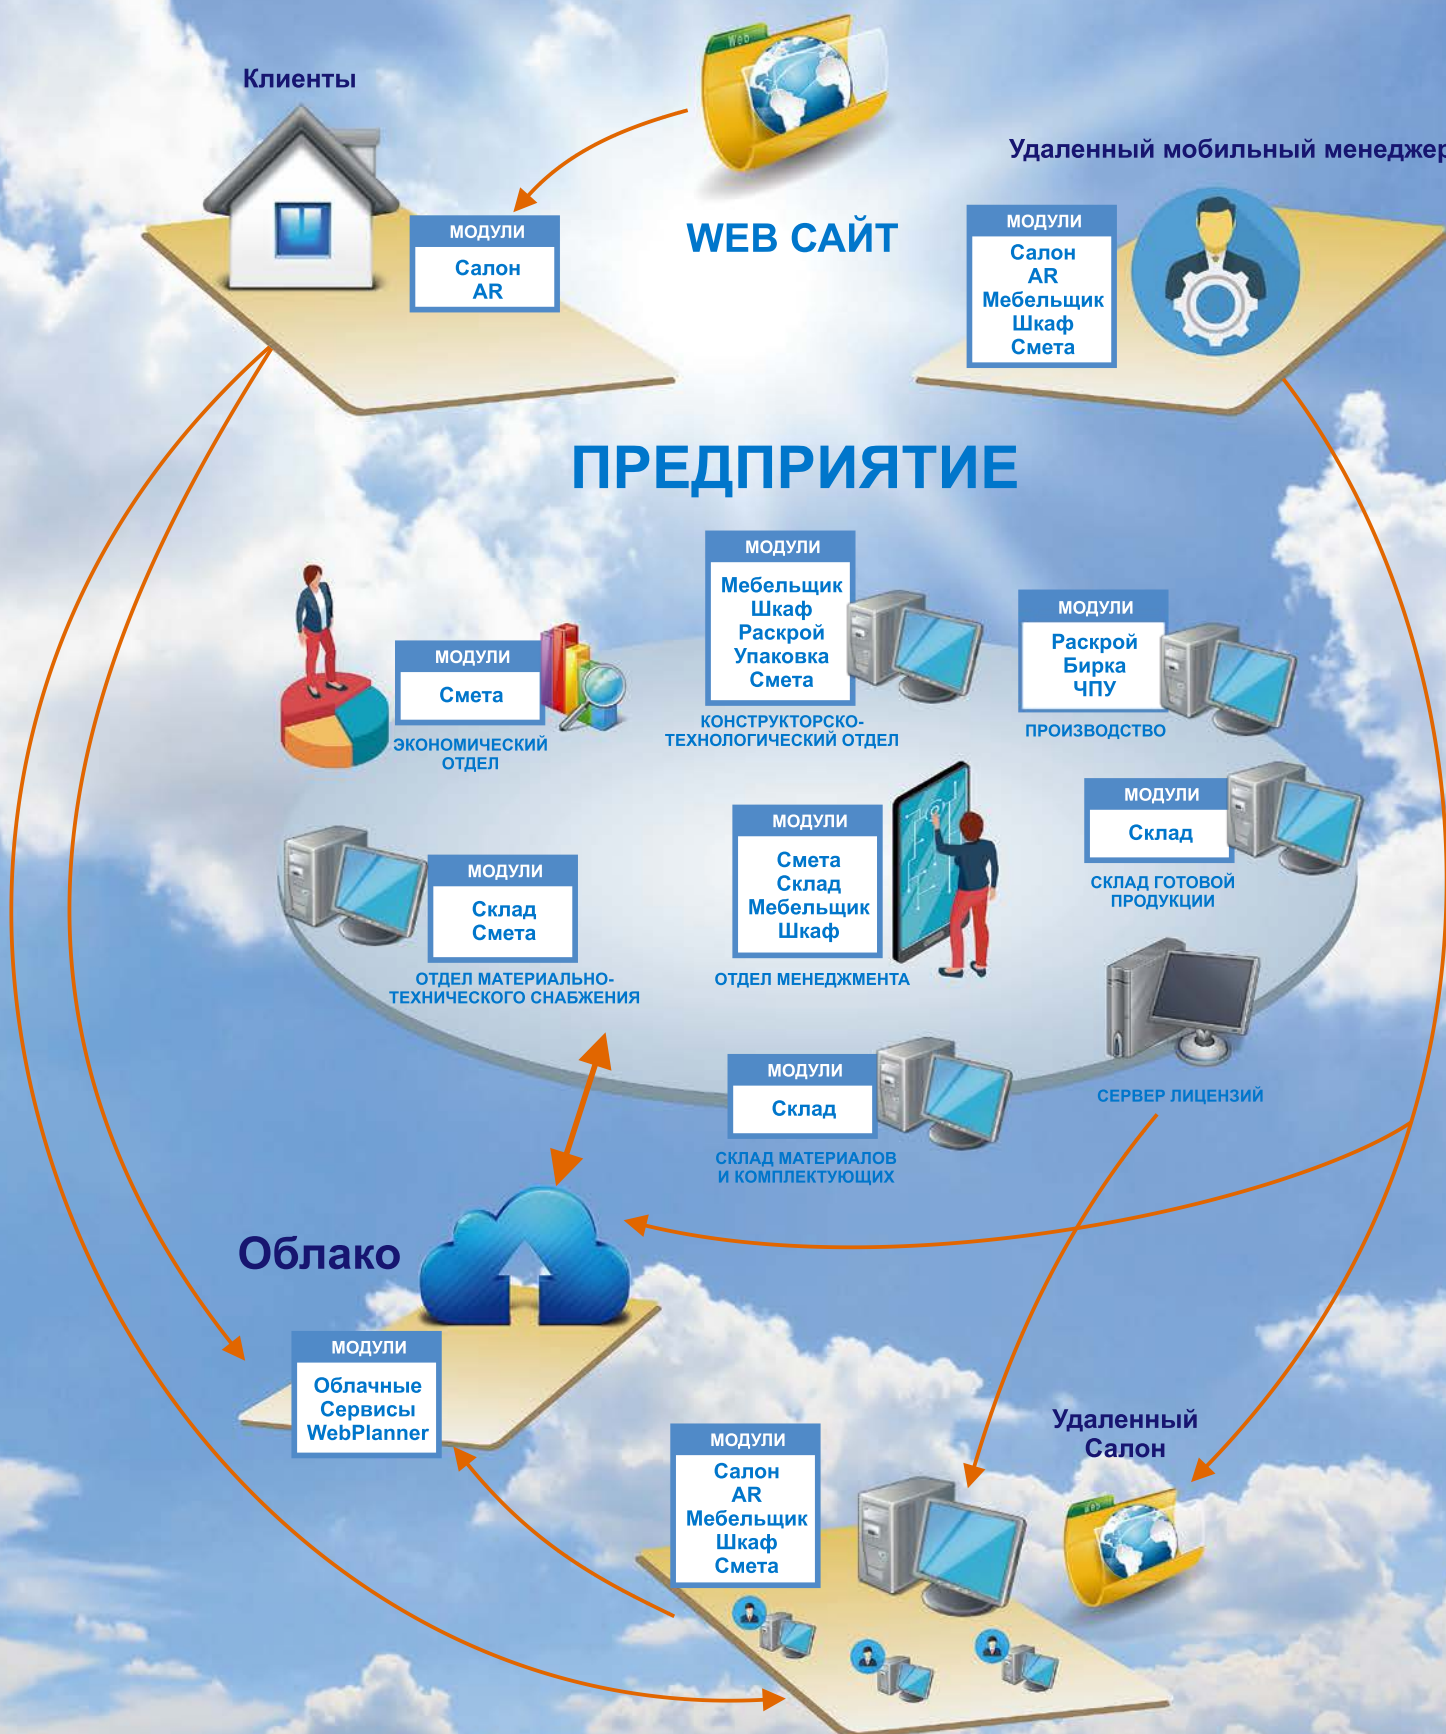 Web
Клиенты
Удаленный мобильный менеджер
WEB САЙТ
МОДУЛИ
Салон
AR
МОДУЛИ
Салон
AR
Мебельщик
Шкаф
Смета
ПРЕДПРИЯТИЕ
МОДУЛИ
Смета
ЭКОНОМИЧЕСКИЙ
ОТДЕЛ
МОДУЛИ
Мебельщик
Шкаф
Раскрой
Упаковка
Смета
КОНСТРУКТОРСКО-
ТЕХНОЛОГИЧЕСКИЙ ОТДЕЛ
МОДУЛИ
Раскрой
Бирка
ЧПУ
ПРОИЗВОДСТВО
МОДУЛИ
Склад
Смета
ОТДЕЛ МАТЕРИАЛЬНО-
ТЕХНИЧЕСКОГО СНАБЖЕНИЯ
МОДУЛИ
Смета
Склад
Мебельщик
Шкаф
ОТДЕЛ МЕНЕДЖМЕНТА
МОДУЛИ
Склад
СКЛАД ГОТОВОЙ
ПРОДУКЦИИ
МОДУЛИ
Склад
СКЛАД МАТЕРИАЛОВ
И КОМПЛЕКТУЮЩИХ
СЕРВЕР ЛИЦЕНЗИЙ
Облако
МОДУЛИ
Облачные
Сервисы
WebPlanner
МОДУЛИ
Салон
AR
Мебельщик
Шкаф
Смета
Удаленный
Салон
Web